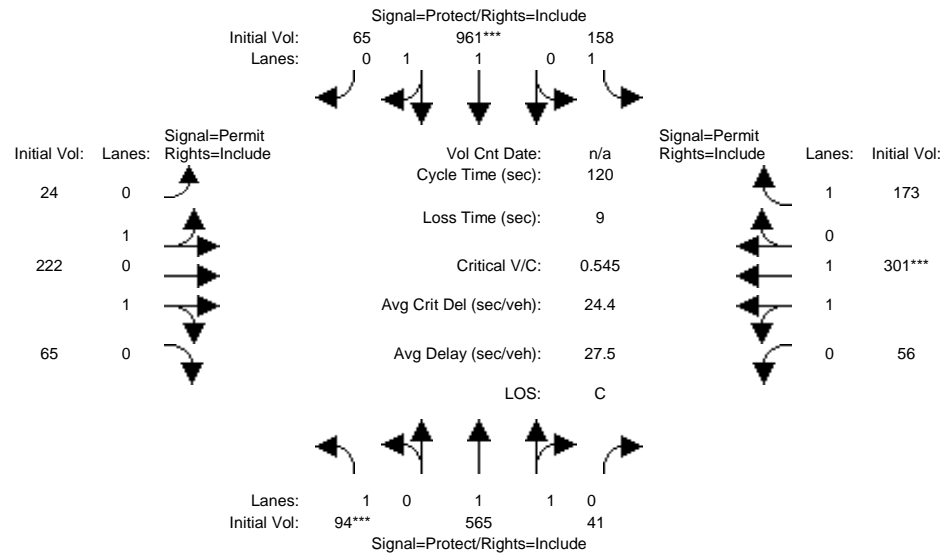 Signal=Protect/Rights=Include
Initial Vol: 65 961*** 158
Lanes: 0 1 1 0 1
Signal=Permit
Rights=Include
Initial Vol: Lanes:
24 0
1
222 0
1
65 0
Vol Cnt Date: n/a
Cycle Time (sec): 120
Loss Time (sec): 9
Critical V/C: 0.545
Avg Crit Del (sec/veh): 24.4
Avg Delay (sec/veh): 27.5
LOS: C
Signal=Permit
Rights=Include
Lanes: Initial Vol:
1 173
0
1 301***
1
0 56
Lanes: 1 0 1 1 0
Initial Vol: 94*** 565 41
Signal=Protect/Rights=Include